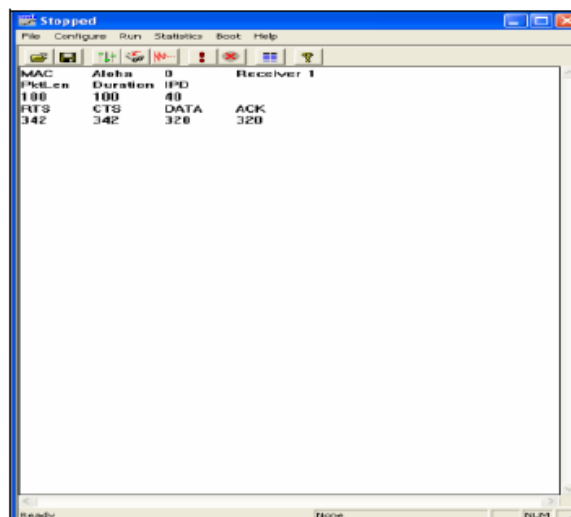 Stopped
File Configure Run Statistics Boot Help
MAC Aloha 0 Receiver 1
PktLen Duration IPD
100 100 40
RTS CTS DATA ACK
342 342 320 320
Ready None NUM